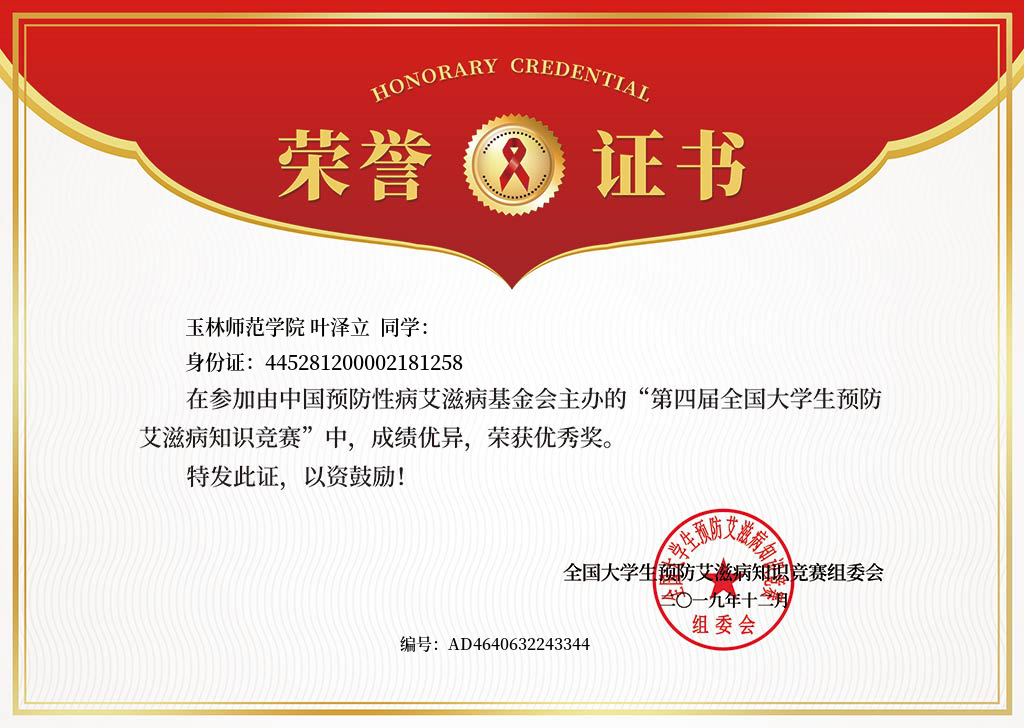 HONORARY CREDENTIAL
荣誉证书
玉林师范学院 叶泽立 同学：
身份证：445281200002181258
在参加由中国预防性病艾滋病基金会主办的“第四届全国大学生预防
艾滋病知识竞赛”中，成绩优异，荣获优秀奖。
特发此证，以资鼓励！
全国大学生预防艾滋病知识竞赛
全国大学生预防艾滋病知识竞赛组委会
二〇一九年十二月
组委会
编号：AD4640632243344